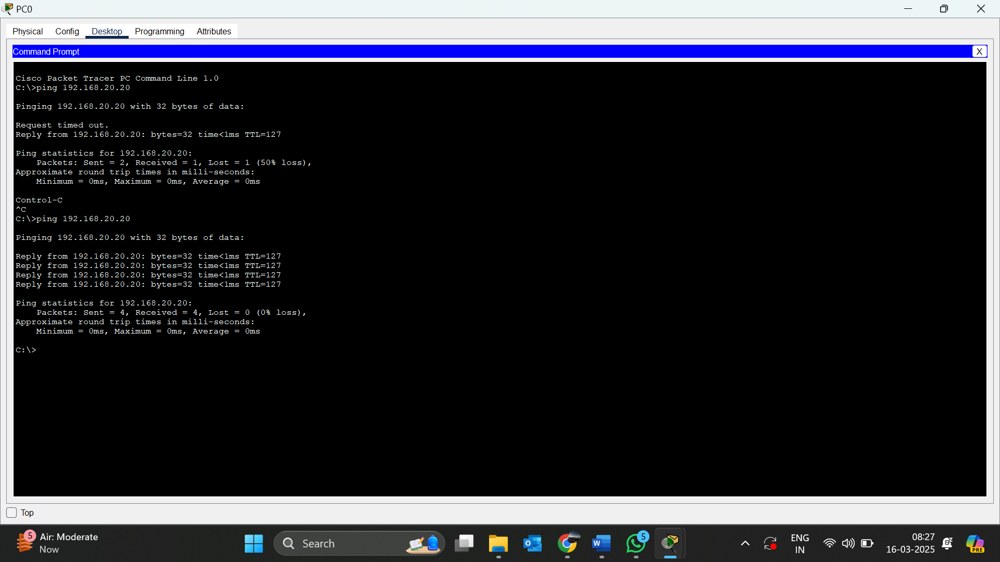 PC0
Physical Config Desktop Programming Attributes
Command Prompt
X
Cisco Packet Tracer PC Command Line 1.0
C:\>ping 192.168.20.20
Pinging 192.168.20.20 with 32 bytes of data:
Request timed out.
Reply from 192.168.20.20: bytes=32 time<1ms TTL=127
Ping statistics for 192.168.20.20:
Packets: Sent = 2, Received = 1, Lost = 1 (50% loss),
Approximate round trip times in milli-seconds:
Minimum = 0ms, Maximum = 0ms, Average = 0ms
Control-C
^C
C:\>ping 192.168.20.20
Pinging 192.168.20.20 with 32 bytes of data:
Reply from 192.168.20.20: bytes=32 time<1ms TTL=127
Reply from 192.168.20.20: bytes=32 time<1ms TTL=127
Reply from 192.168.20.20: bytes=32 time<1ms TTL=127
Reply from 192.168.20.20: bytes=32 time<1ms TTL=127
Ping statistics for 192.168.20.20:
Packets: Sent = 4, Received = 4, Lost = 0 (0% loss),
Approximate round trip times in milli-seconds:
Minimum = 0ms, Maximum = 0ms, Average = 0ms
C:\>
Top
5
Air: Moderate
Now
Search
O
W
5
ENG
IN
08:27
16-03-2025
PRE